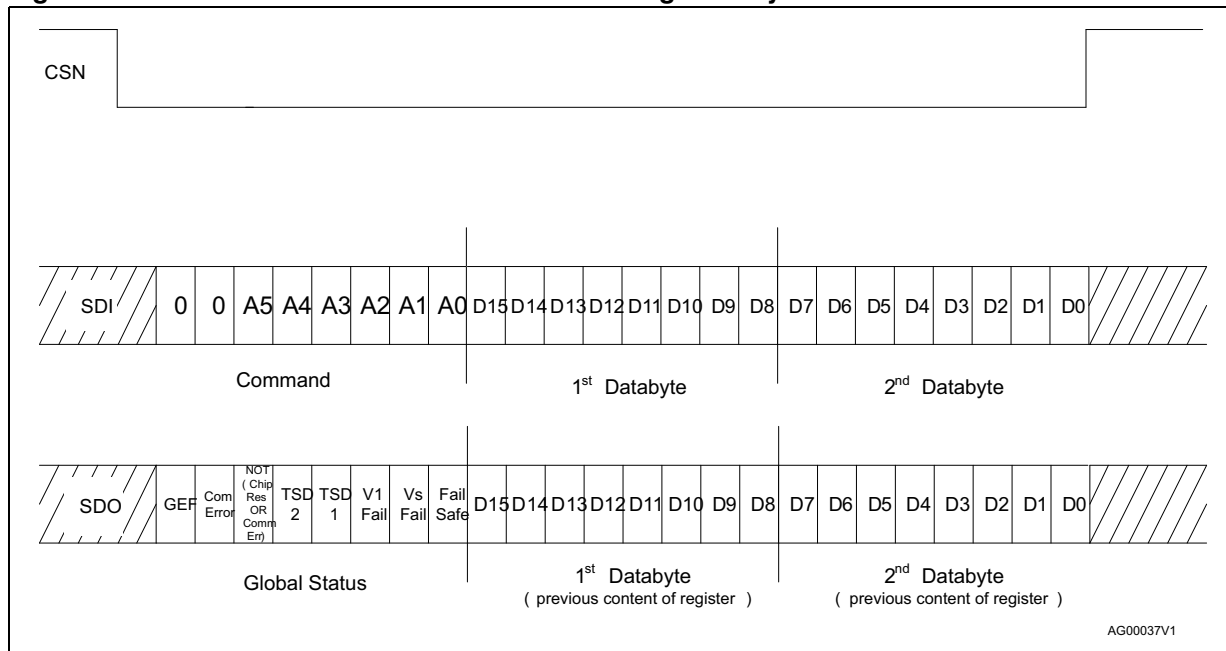 CSN
SDI 0 0 A5 A4 A3 A2 A1 A0 D15 D14 D13 D12 D11 D10 D9 D8 D7 D6 D5 D4 D3 D2 D1 D0
Command 1st Databyte 2nd Databyte
SDO GEF Com Error NOT ( Chip Res OR Comm Err) TSD 2 TSD 1 V1 Fail Vs Fail Fail Safe D15 D14 D13 D12 D11 D10 D9 D8 D7 D6 D5 D4 D3 D2 D1 D0
Global Status 1st Databyte 2nd Databyte
( previous content of register ) ( previous content of register )
AG00037V1